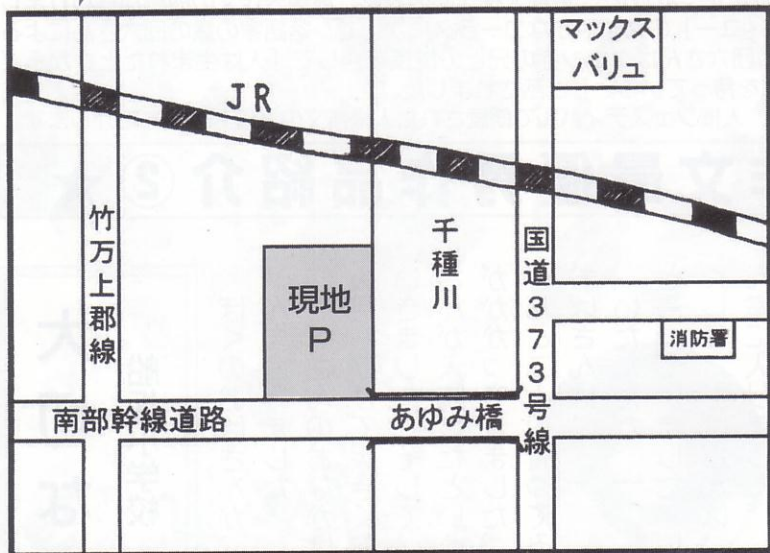 マックス
バリュ
JR
竹万上郡線
現地
P
千種川
国道373号線
消防署
南部幹線道路
あゆみ橋